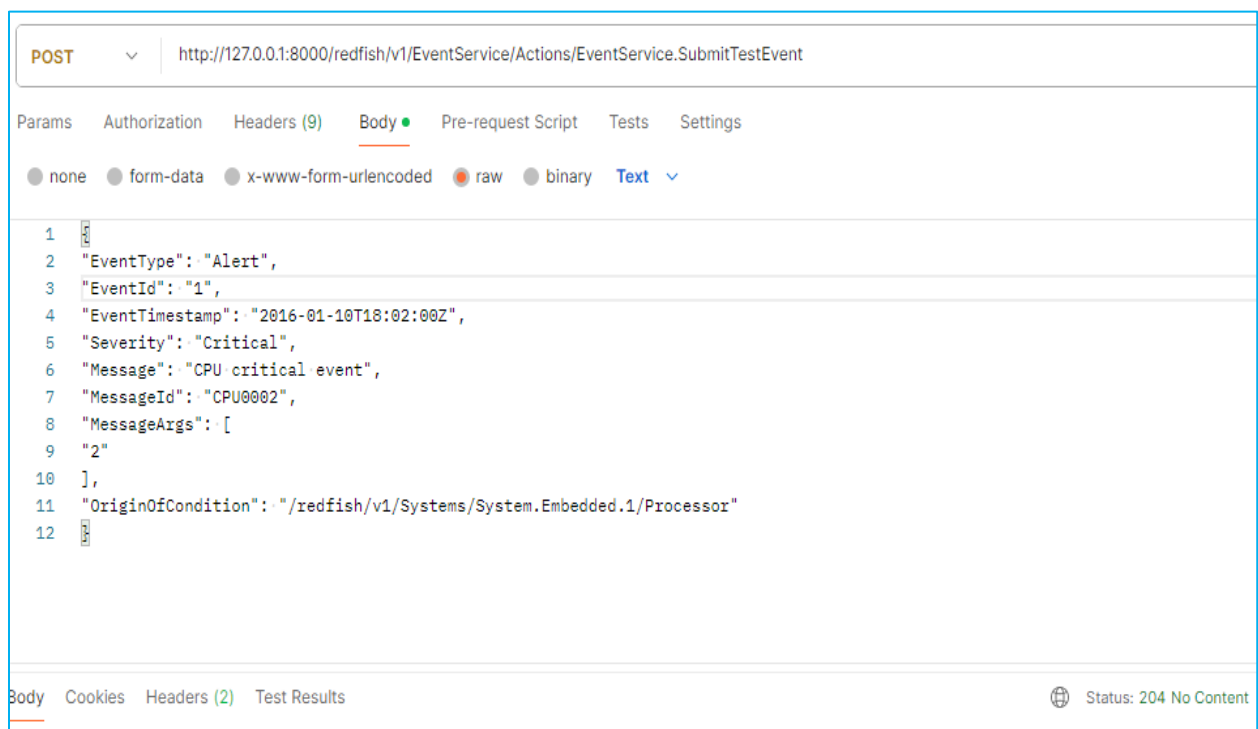 POST http://127.0.0.1:8000/redfish/v1/EventService/Actions/EventService.SubmitTestEvent
Params Authorization Headers (9) Body Pre-request Script Tests Settings
none form-data x-www-form-urlencoded raw binary Text
1 {
2 "EventType": "Alert",
3 "EventId": "1",
4 "EventTimestamp": "2016-01-10T18:02:00Z",
5 "Severity": "Critical",
6 "Message": "CPU critical event",
7 "MessageId": "CPU0002",
8 "MessageArgs": [
9 "2"
10 ],
11 "OriginOfCondition": "/redfish/v1/Systems/System.Embedded.1/Processor"
12 }
Body Cookies Headers (2) Test Results Status: 204 No Content